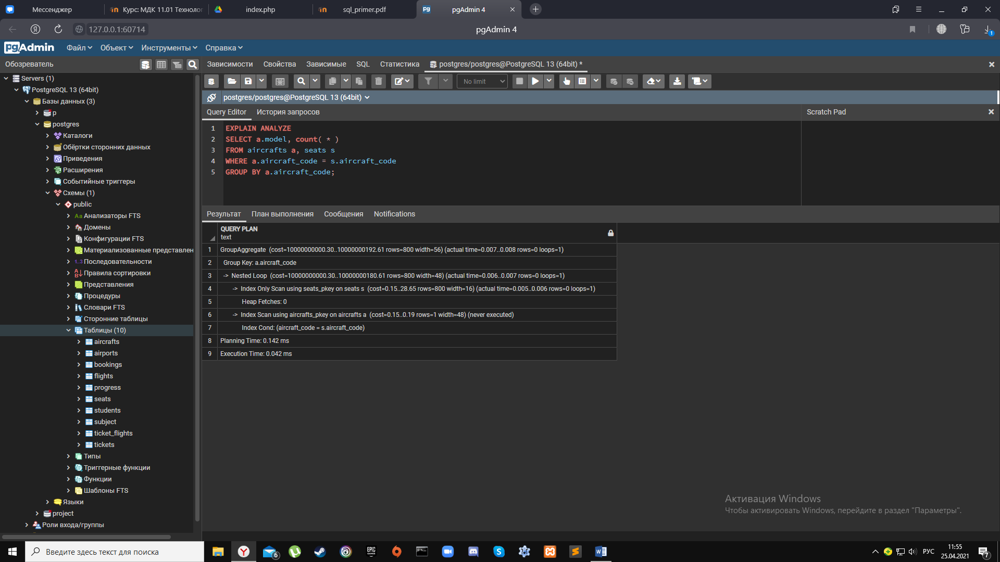 Мессенджер
Курс: МДК 11.01 Технолог
index.php
sql_primer.pdf
pgAdmin 4
127.0.0.1:60714
pgAdmin 4
1
pgAdmin
Файл
Объект
Инструменты
Справка
Обозреватель
Зависимости
Свойства
Зависимые
SQL
Статистика
postgres/postgres@PostgreSQL 13 (64bit) *
No limit
postgres/postgres@PostgreSQL 13 (64bit)
Query Editor
История запросов
Scratch Pad
1 EXPLAIN ANALYZE
2 SELECT a.model, count( * )
3 FROM aircrafts a, seats s
4 WHERE a.aircraft_code = s.aircraft_code
5 GROUP BY a.aircraft_code;
Servers (1)
PostgreSQL 13 (64bit)
Базы данных (3)
p
postgres
Каталоги
Обёртки сторонних данных
Приведения
Расширения
Событийные триггеры
Схемы (1)
public
Aa Анализаторы FTS
Домены
Конфигурации FTS
Материализованные представлен
1..3 Последовательности
Правила сортировки
Представления
Процедуры
Словари FTS
Сторонние таблицы
Таблицы (10)
aircrafts
airports
bookings
flights
progress
seats
students
subject
ticket_flights
tickets
Типы
Триггерные функции
Функции
Шаблоны FTS
Языки
project
Роли входа/группы
Результат
План выполнения
Сообщения
Notifications
QUERY PLAN
text
1 GroupAggregate (cost=10000000000.30..10000000192.61 rows=800 width=56) (actual time=0.007..0.008 rows=0 loops=1)
2 Group Key: a.aircraft_code
3 -> Nested Loop (cost=10000000000.30..10000000180.61 rows=800 width=48) (actual time=0.006..0.007 rows=0 loops=1)
4 -> Index Only Scan using seats_pkey on seats s (cost=0.15..28.65 rows=800 width=16) (actual time=0.005..0.006 rows=0 loops=1)
5 Heap Fetches: 0
6 -> Index Scan using aircrafts_pkey on aircrafts a (cost=0.15..0.19 rows=1 width=48) (never executed)
7 Index Cond: (aircraft_code = s.aircraft_code)
8 Planning Time: 0.142 ms
9 Execution Time: 0.042 ms
Активация Windows
Чтобы активировать Windows, перейдите в раздел "Параметры".
Введите здесь текст для поиска
6
EPIC GAMES
РУС
11:55
25.04.2021
7